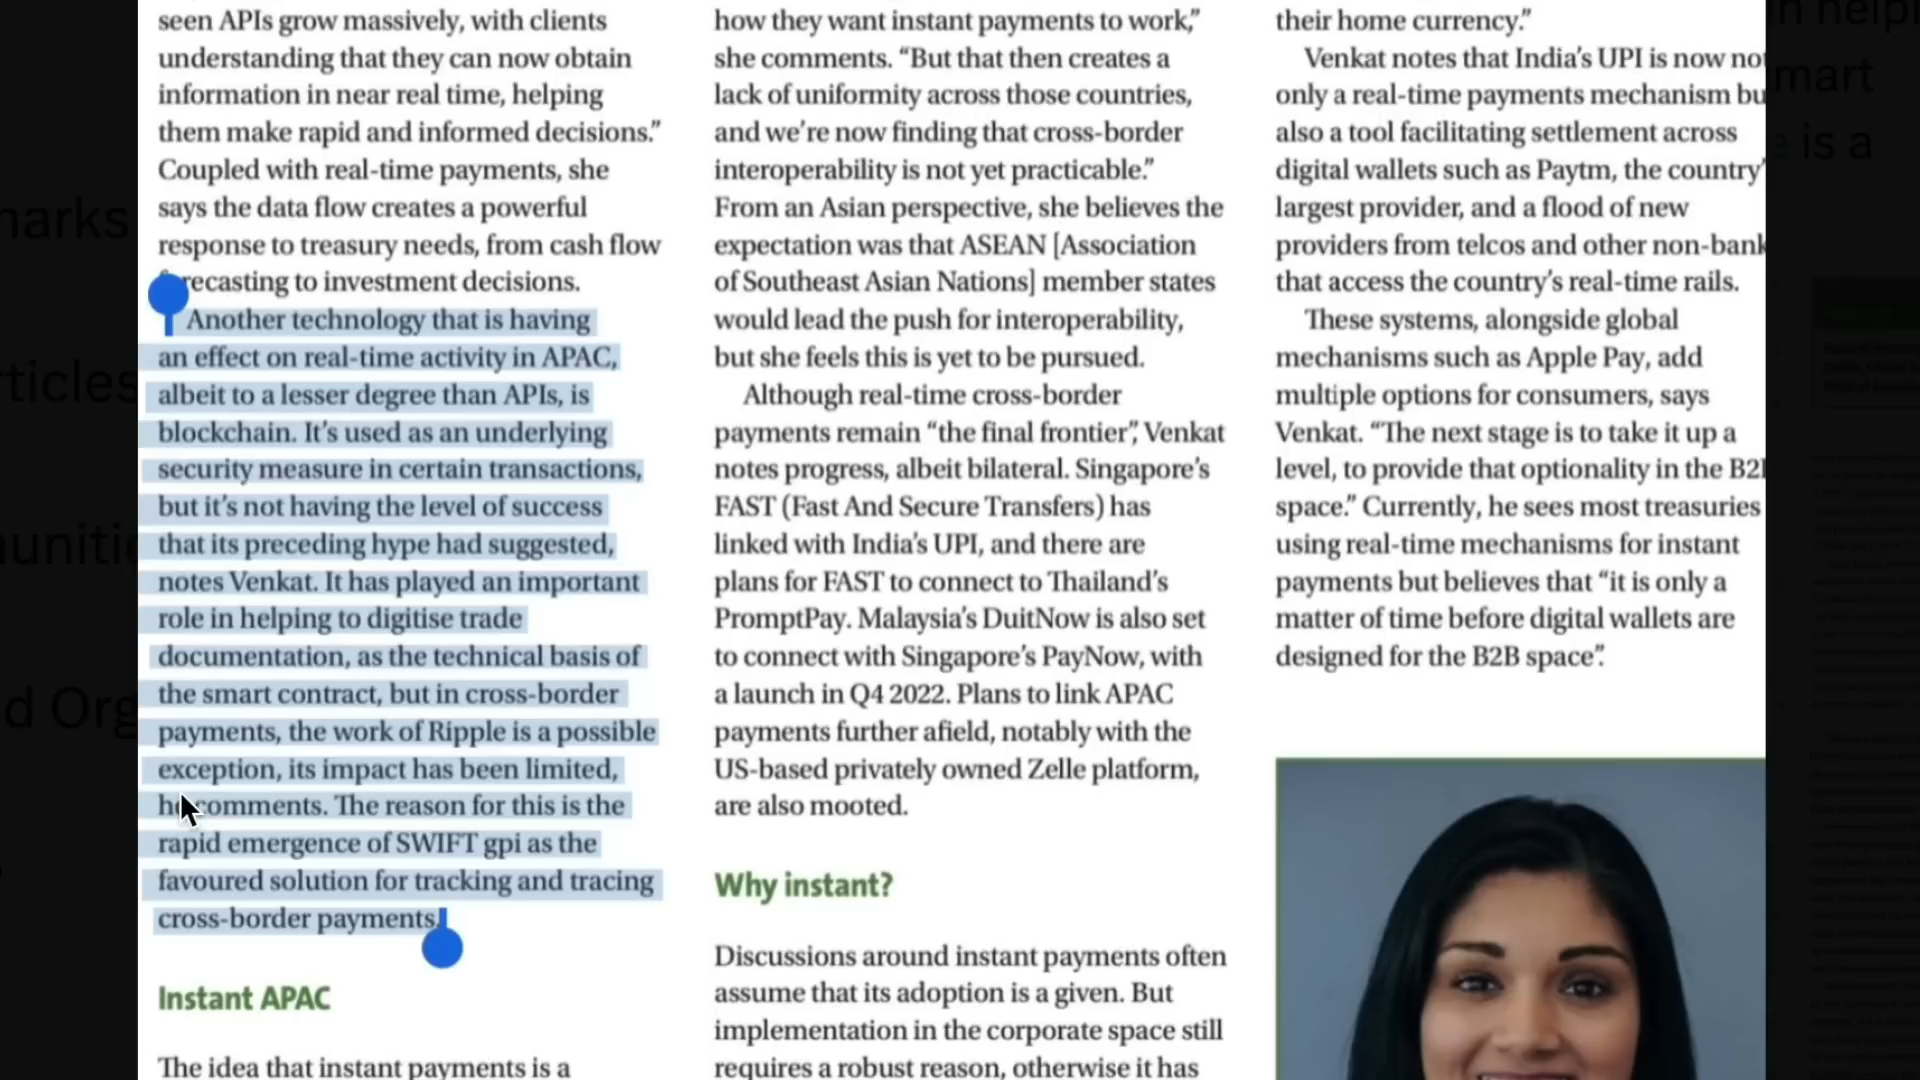 seen APIs grow massively, with clients
understanding that they can now obtain
information in near real time, helping
them make rapid and informed decisions.”
Coupled with real-time payments, she
says the data flow creates a powerful
response to treasury needs, from cash flow
forecasting to investment decisions.
Another technology that is having
an effect on real-time activity in APAC,
albeit to a lesser degree than APIs, is
blockchain. It’s used as an underlying
security measure in certain transactions,
but it’s not having the level of success
that its preceding hype had suggested,
notes Venkat. It has played an important
role in helping to digitise trade
documentation, as the technical basis of
the smart contract, but in cross-border
payments, the work of Ripple is a possible
exception, its impact has been limited,
he comments. The reason for this is the
rapid emergence of SWIFT gpi as the
favoured solution for tracking and tracing
cross-border payments.
Instant APAC
The idea that instant payments is a
how they want instant payments to work,”
she comments. “But that then creates a
lack of uniformity across those countries,
and we’re now finding that cross-border
interoperability is not yet practicable.”
From an Asian perspective, she believes the
expectation was that ASEAN [Association
of Southeast Asian Nations] member states
would lead the push for interoperability,
but she feels this is yet to be pursued.
Although real-time cross-border
payments remain “the final frontier”, Venkat
notes progress, albeit bilateral. Singapore’s
FAST (Fast And Secure Transfers) has
linked with India’s UPI, and there are
plans for FAST to connect to Thailand’s
PromptPay. Malaysia’s DuitNow is also set
to connect with Singapore’s PayNow, with
a launch in Q4 2022. Plans to link APAC
payments further afield, notably with the
US-based privately owned Zelle platform,
are also mooted.
Why instant?
Discussions around instant payments often
assume that its adoption is a given. But
implementation in the corporate space still
requires a robust reason, otherwise it has
their home currency.”
Venkat notes that India’s UPI is now not
only a real-time payments mechanism bu
also a tool facilitating settlement across
digital wallets such as Paytm, the country’
largest provider, and a flood of new
providers from telcos and other non-bank
that access the country’s real-time rails.
These systems, alongside global
mechanisms such as Apple Pay, add
multiple options for consumers, says
Venkat. “The next stage is to take it up a
level, to provide that optionality in the B2B
space.” Currently, he sees most treasuries
using real-time mechanisms for instant
payments but believes that “it is only a
matter of time before digital wallets are
designed for the B2B space”.
is a